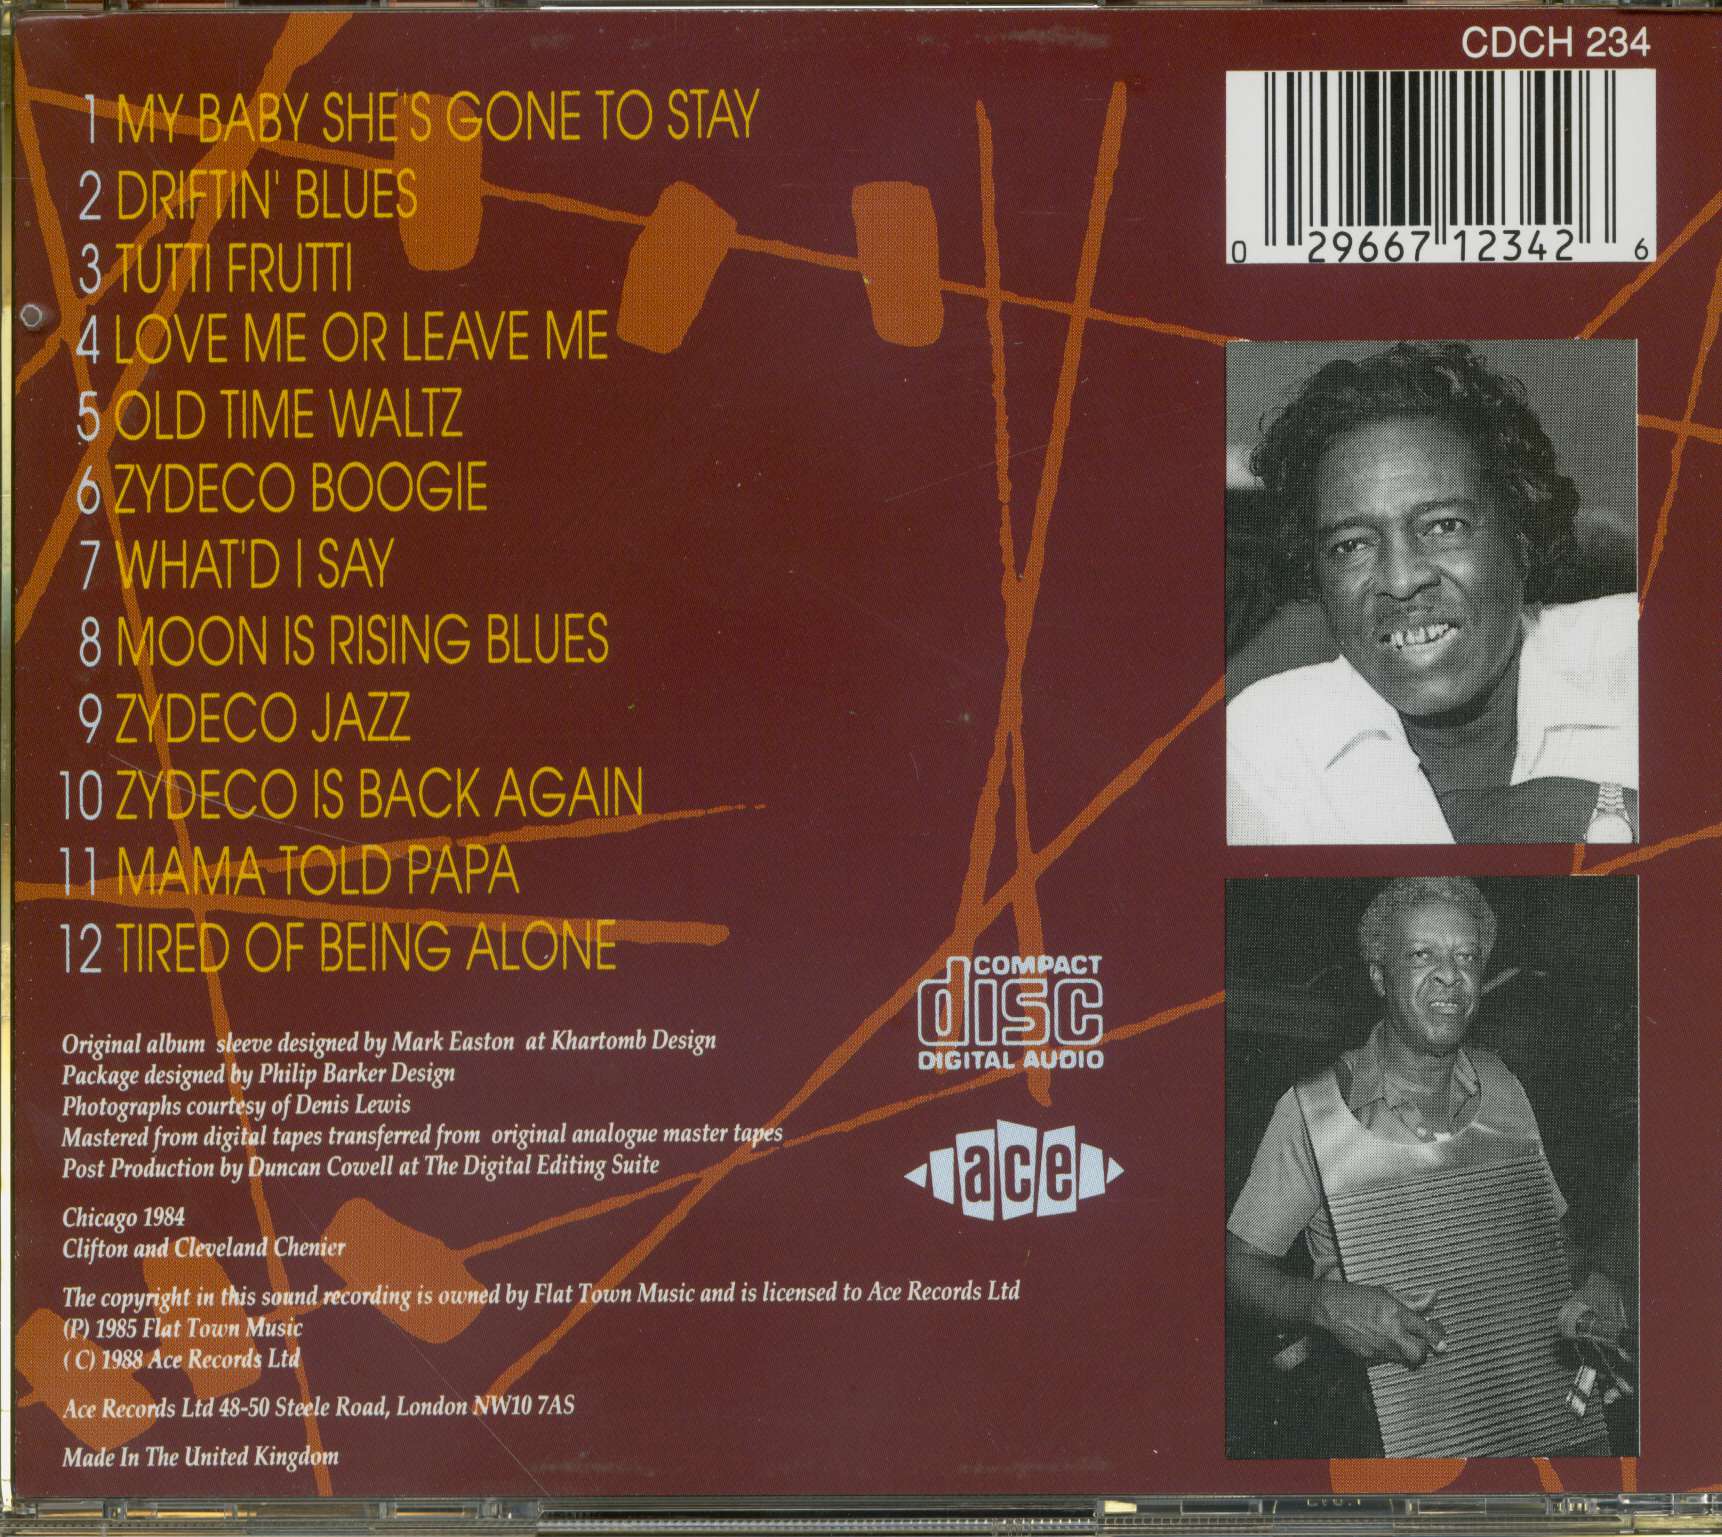 CDCH 234
0 29667 12342 6
1 MY BABY SHE'S GONE TO STAY
2 DRIFTIN' BLUES
3 TUTTI FRUTTI
4 LOVE ME OR LEAVE ME
5 OLD TIME WALTZ
6 ZYDECO BOOGIE
7 WHAT'D I SAY
8 MOON IS RISING BLUES
9 ZYDECO JAZZ
10 ZYDECO IS BACK AGAIN
11 MAMA TOLD PAPA
12 TIRED OF BEING ALONE
COMPACT
disc
DIGITAL AUDIO
ace
Original album sleeve designed by Mark Easton at Khartomb Design
Package designed by Philip Barker Design
Photographs courtesy of Denis Lewis
Mastered from digital tapes transferred from original analogue master tapes
Post Production by Duncan Cowell at The Digital Editing Suite
Chicago 1984
Clifton and Cleveland Chenier
The copyright in this sound recording is owned by Flat Town Music and is licensed to Ace Records Ltd
(P) 1985 Flat Town Music
( C) 1988 Ace Records Ltd
Ace Records Ltd 48-50 Steele Road, London NW10 7AS
Made In The United Kingdom